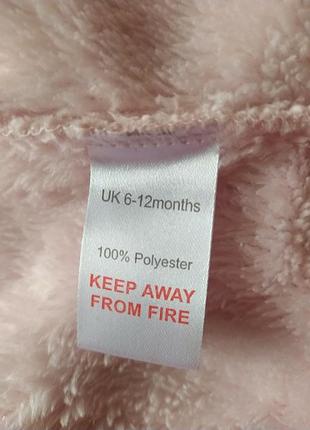 UK 6-12months
100% Polyester
KEEP AWAY
FROM FIRE